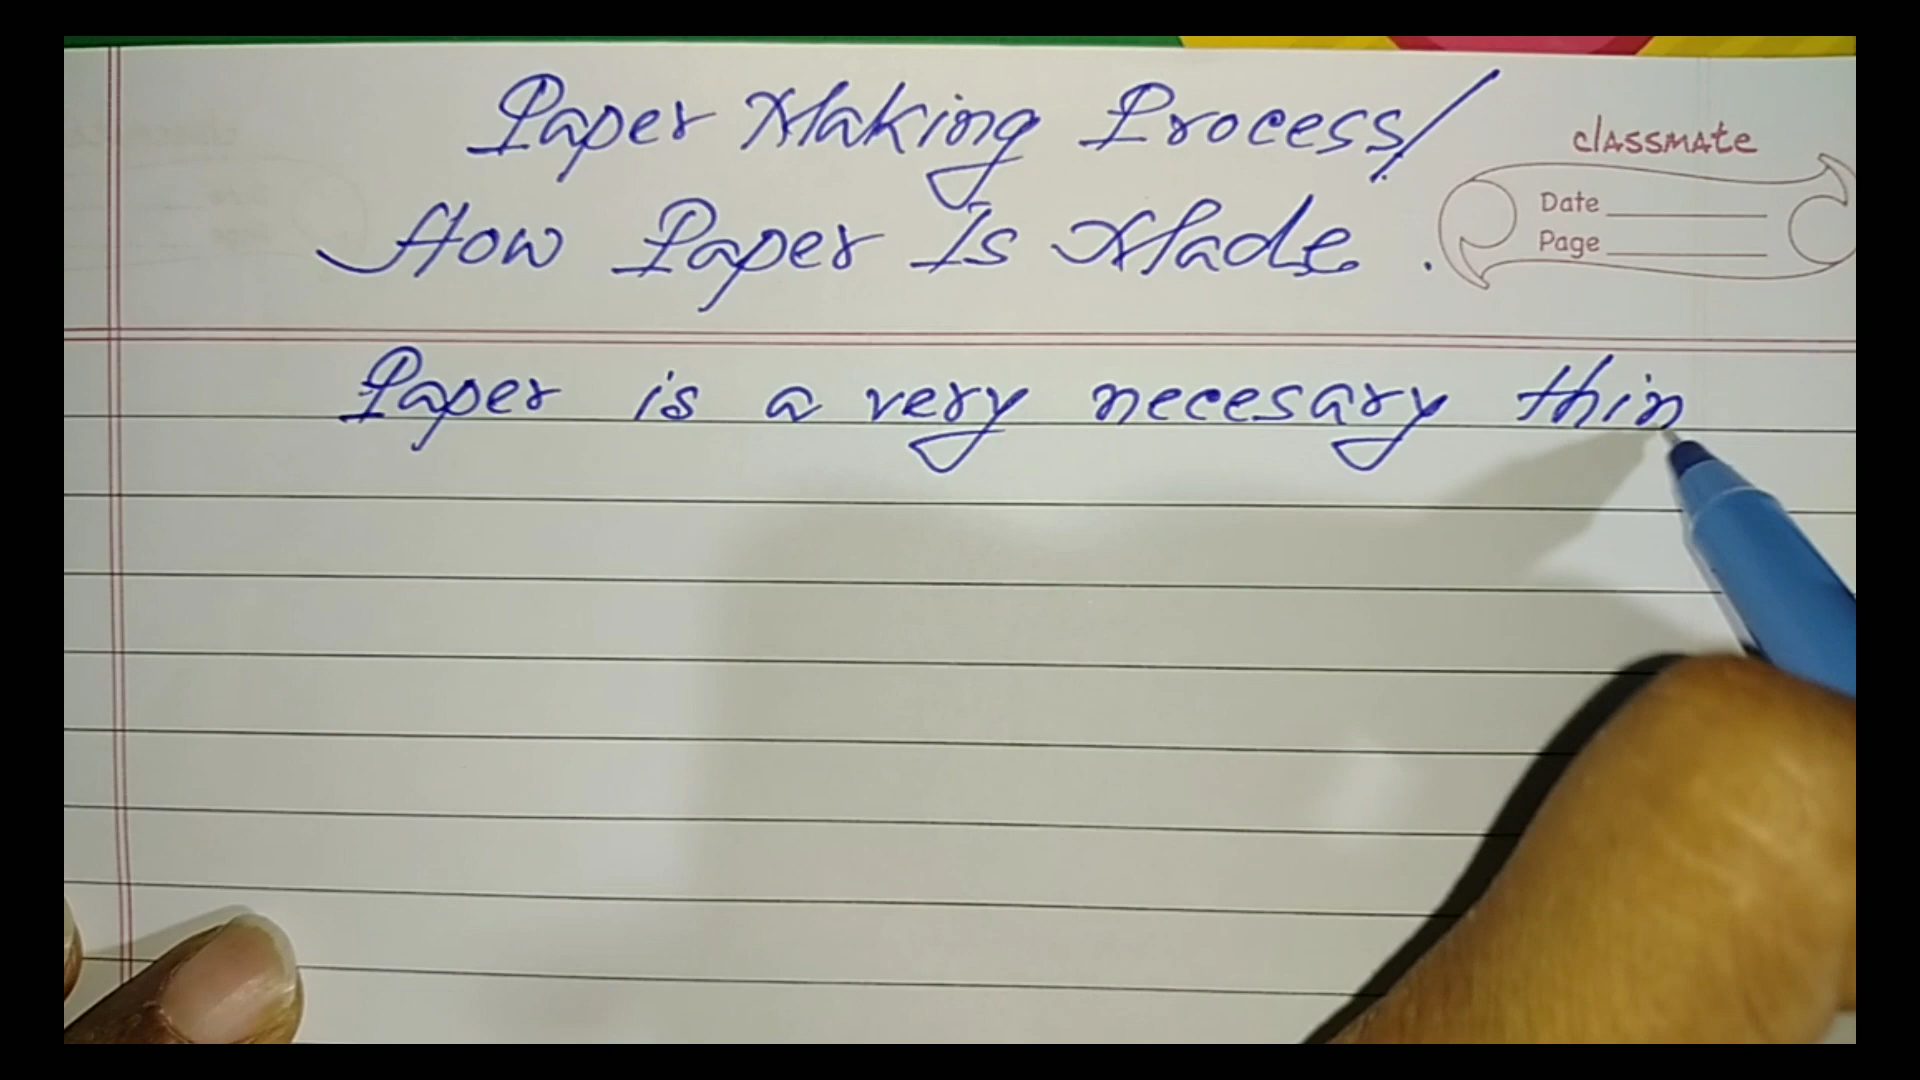 Paper Making Process/
classmate
Date
Page
How Paper Is Made.
Paper is a very necesary thin